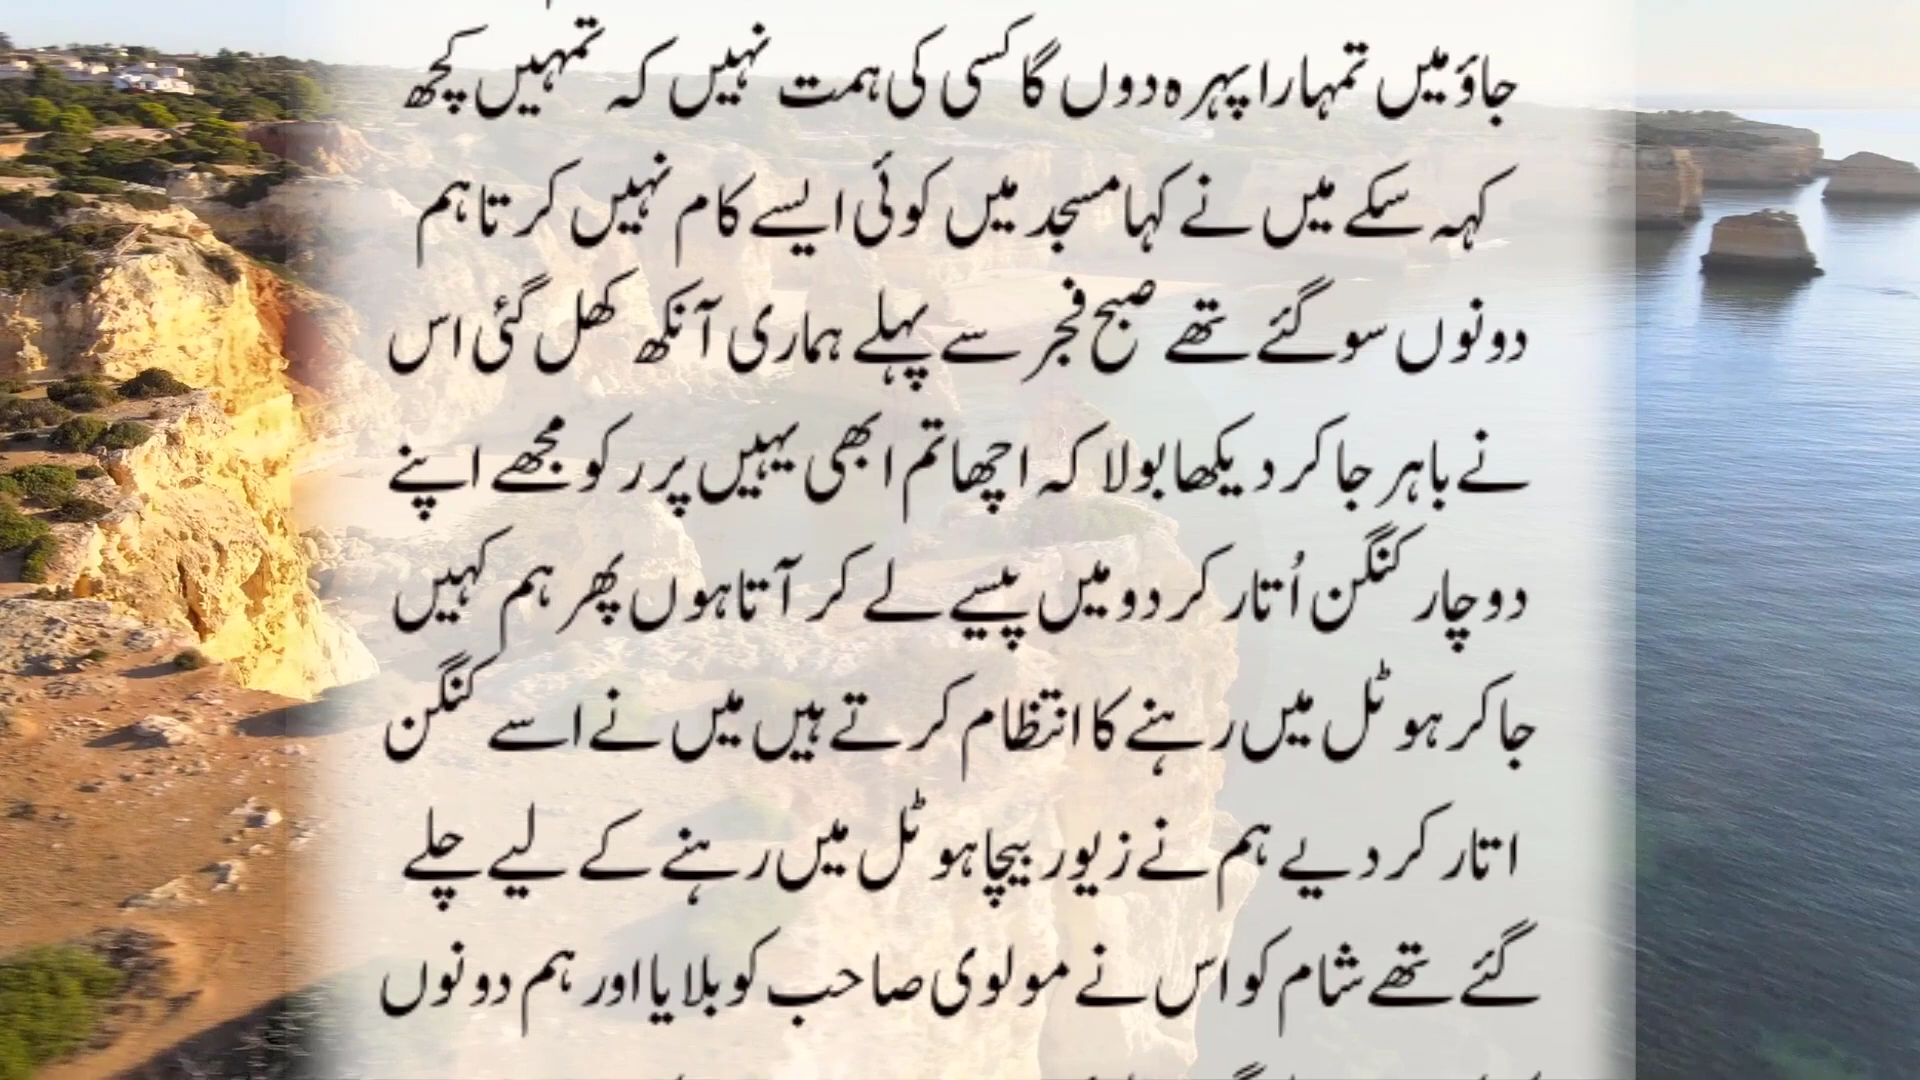 جاؤ میں تمہارا پہرہ دوں گا کسی کی ہمت نہیں کہ تمہیں کچھ
کہہ سکے میں نے کہا مسجد میں کوئی ایسے کام نہیں کرتا ہم
دونوں سو گئے تھے صبح فجر سے پہلے ہماری آنکھ کھل گئی اس
نے باہر جا کر دیکھا بولا کہ اچھا تم ابھی یہیں پر رکو مجھے اپنے
دو چار کنگن اُتار کر دو میں پیسے لے کر آتا ہوں پھر ہم کہیں
جا کر ہوٹل میں رہنے کا انتظام کرتے ہیں میں نے اسے کنگن
اتار کر دیے ہم نے زیور بیچا ہوٹل میں رہنے کے لیے چلے
گئے تھے شام کو اس نے مولوی صاحب کو بلایا اور ہم دونوں